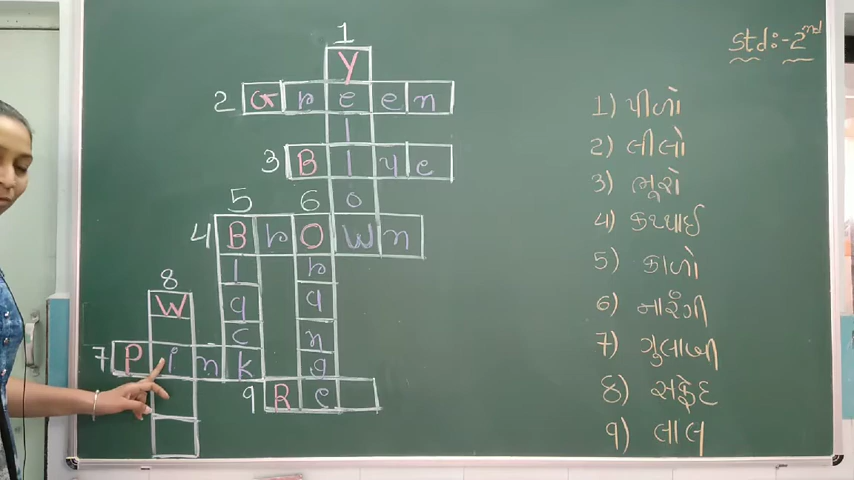 Std:-2nd
1
Y
2 Green
l
3 Blue
5 6 o
4 Brown
l r
8 a a
W c n
7 Pink g
9 Re
1) પીળો
2) લીલો
3) ભૂરો
4) કથ્થાઈ
5) કાળો
6) નારંગી
7) ગુલાબી
8) સફેદ
9) લાલ